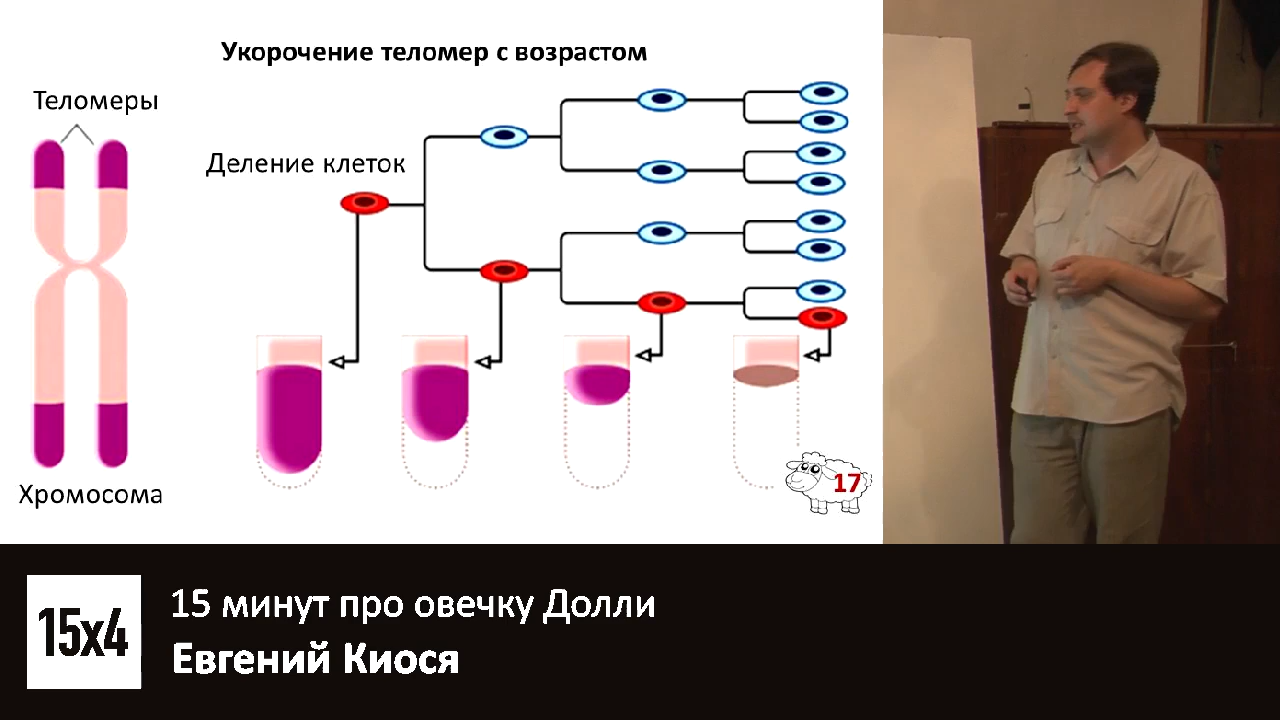 Укорочение теломер с возрастом
Теломеры
Деление клеток
Хромосома
17
15x4
15 минут про овечку Долли
Евгений Киося